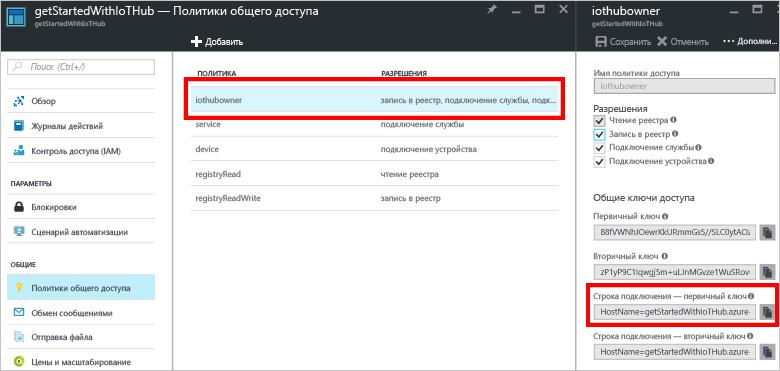 getStartedWithIoTHub — Политики общего доступа
getStartedWithIoTHub
Поиск (Ctrl+/)
Обзор
Журналы действий
Контроль доступа (IAM)
ПАРАМЕТРЫ
Блокировки
Сценарий автоматизации
ОБЩИЕ
Политики общего доступа
Обмен сообщениями
Отправка файла
Цены и масштабирование
Добавить
ПОЛИТИКА РАЗРЕШЕНИЯ
iothubowner запись в реестр, подключение службы, подк...
service подключение службы
device подключение устройства
registryRead чтение реестра
registryReadWrite запись в реестр
iothubowner
getStartedWithIoTHub
Сохранить Отменить Дополни...
Имя политики доступа
iothubowner
Разрешения
Чтение реестра
Запись в реестр
Подключение службы
Подключение устройства
Общие ключи доступа
Первичный ключ
Вторичный ключ
Строка подключения — первичный ключ
HostName=getStartedWithIoTHub.azure-
Строка подключения — вторичный ключ
HostName=getStartedWithIoTHub.azure-